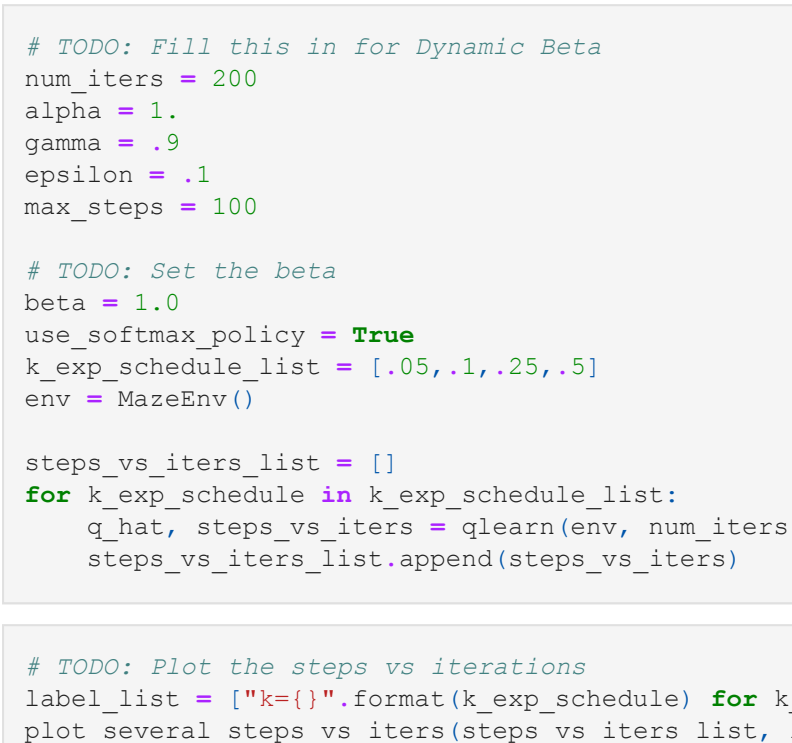 # TODO: Fill this in for Dynamic Beta
num_iters = 200
alpha = 1.
gamma = .9
epsilon = .1
max_steps = 100
# TODO: Set the beta
beta = 1.0
use_softmax_policy = True
k_exp_schedule_list = [.05,.1,.25,.5]
env = MazeEnv()
steps_vs_iters_list = []
for k_exp_schedule in k_exp_schedule_list:
    q_hat, steps_vs_iters = qlearn(env, num_iters
    steps_vs_iters_list.append(steps_vs_iters)
# TODO: Plot the steps vs iterations
label_list = ["k={}".format(k_exp_schedule) for k_
plot_several_steps_vs_iters(steps_vs_iters_list,